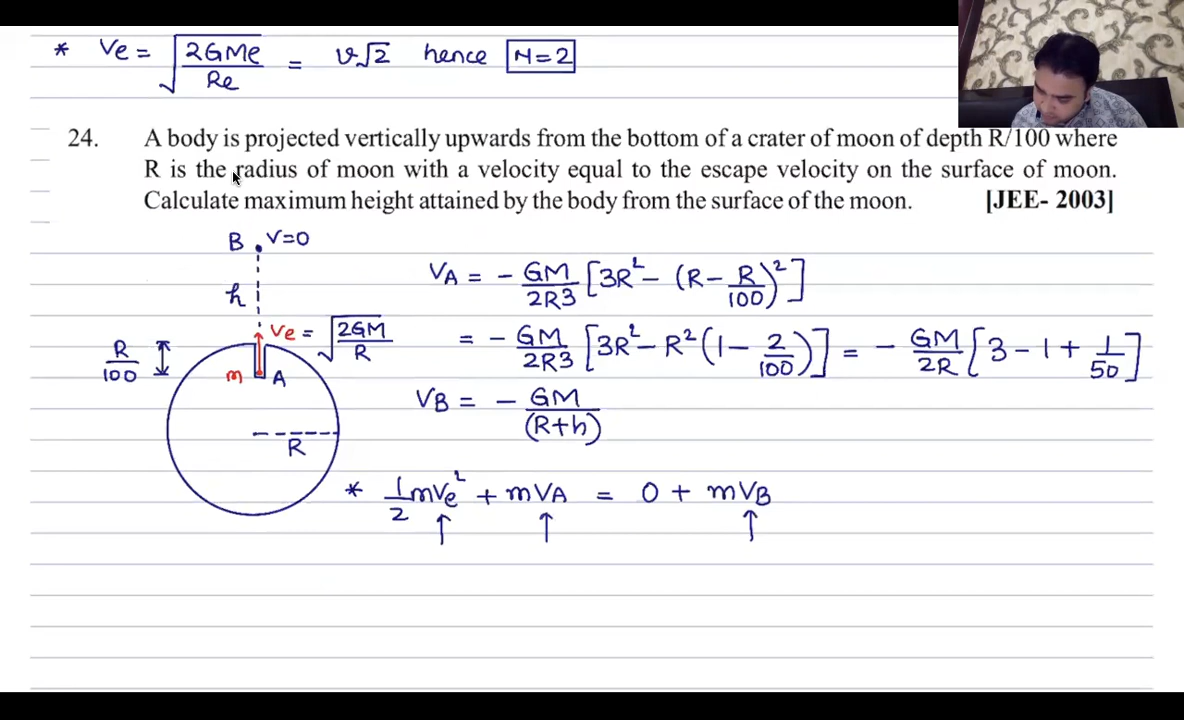 * Ve = √(2GMe/Re) = v√2 hence N=2
24. A body is projected vertically upwards from the bottom of a crater of moon of depth R/100 where
R is the radius of moon with a velocity equal to the escape velocity on the surface of moon.
Calculate maximum height attained by the body from the surface of the moon. [JEE- 2003]
B V=0
h
Ve = √(2GM/R)
R/100
m A
R
VA = - GM/2R3 [3R² - (R - R/100)²]
= - GM/2R3 [3R² - R²(1 - 2/100)] = - GM/2R [3 - 1 + 1/50]
VB = - GM/(R+h)
* 1/2 mVe² + mVA = 0 + mVB